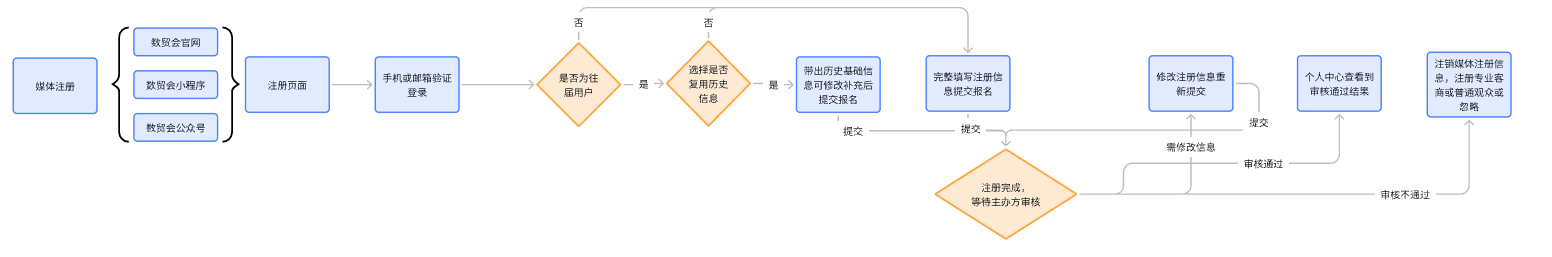 媒体注册
数贸会官网
数贸会小程序
数贸会公众号
注册页面
手机或邮箱验证
登录
否
是否为往
届用户
是
否
选择是否
复用历史
信息
是
带出历史基础信
息可修改补充后
提交报名
提交
完整填写注册信
息提交报名
提交
注册完成，
等待主办方审核
修改注册信息重
新提交
提交
需修改信息
个人中心查看到
审核通过结果
审核通过
注销媒体注册信
息，注册专业客
商或普通观众或
忽略
审核不通过